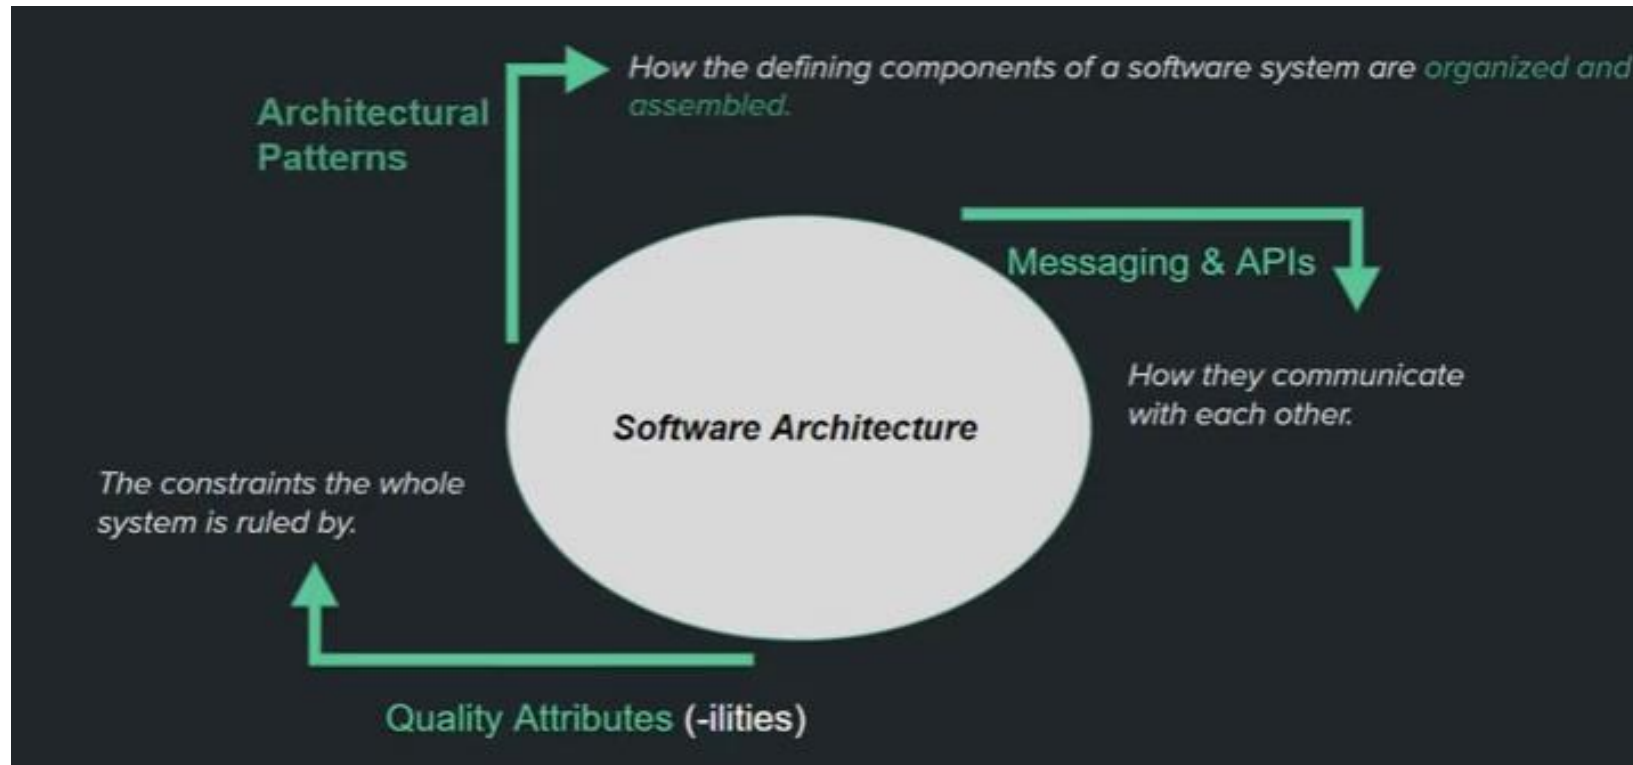 How the defining components of a software system are organized and
assembled.
Architectural
Patterns
Messaging & APIs
How they communicate
with each other.
Software Architecture
The constraints the whole
system is ruled by.
Quality Attributes (-ilities)